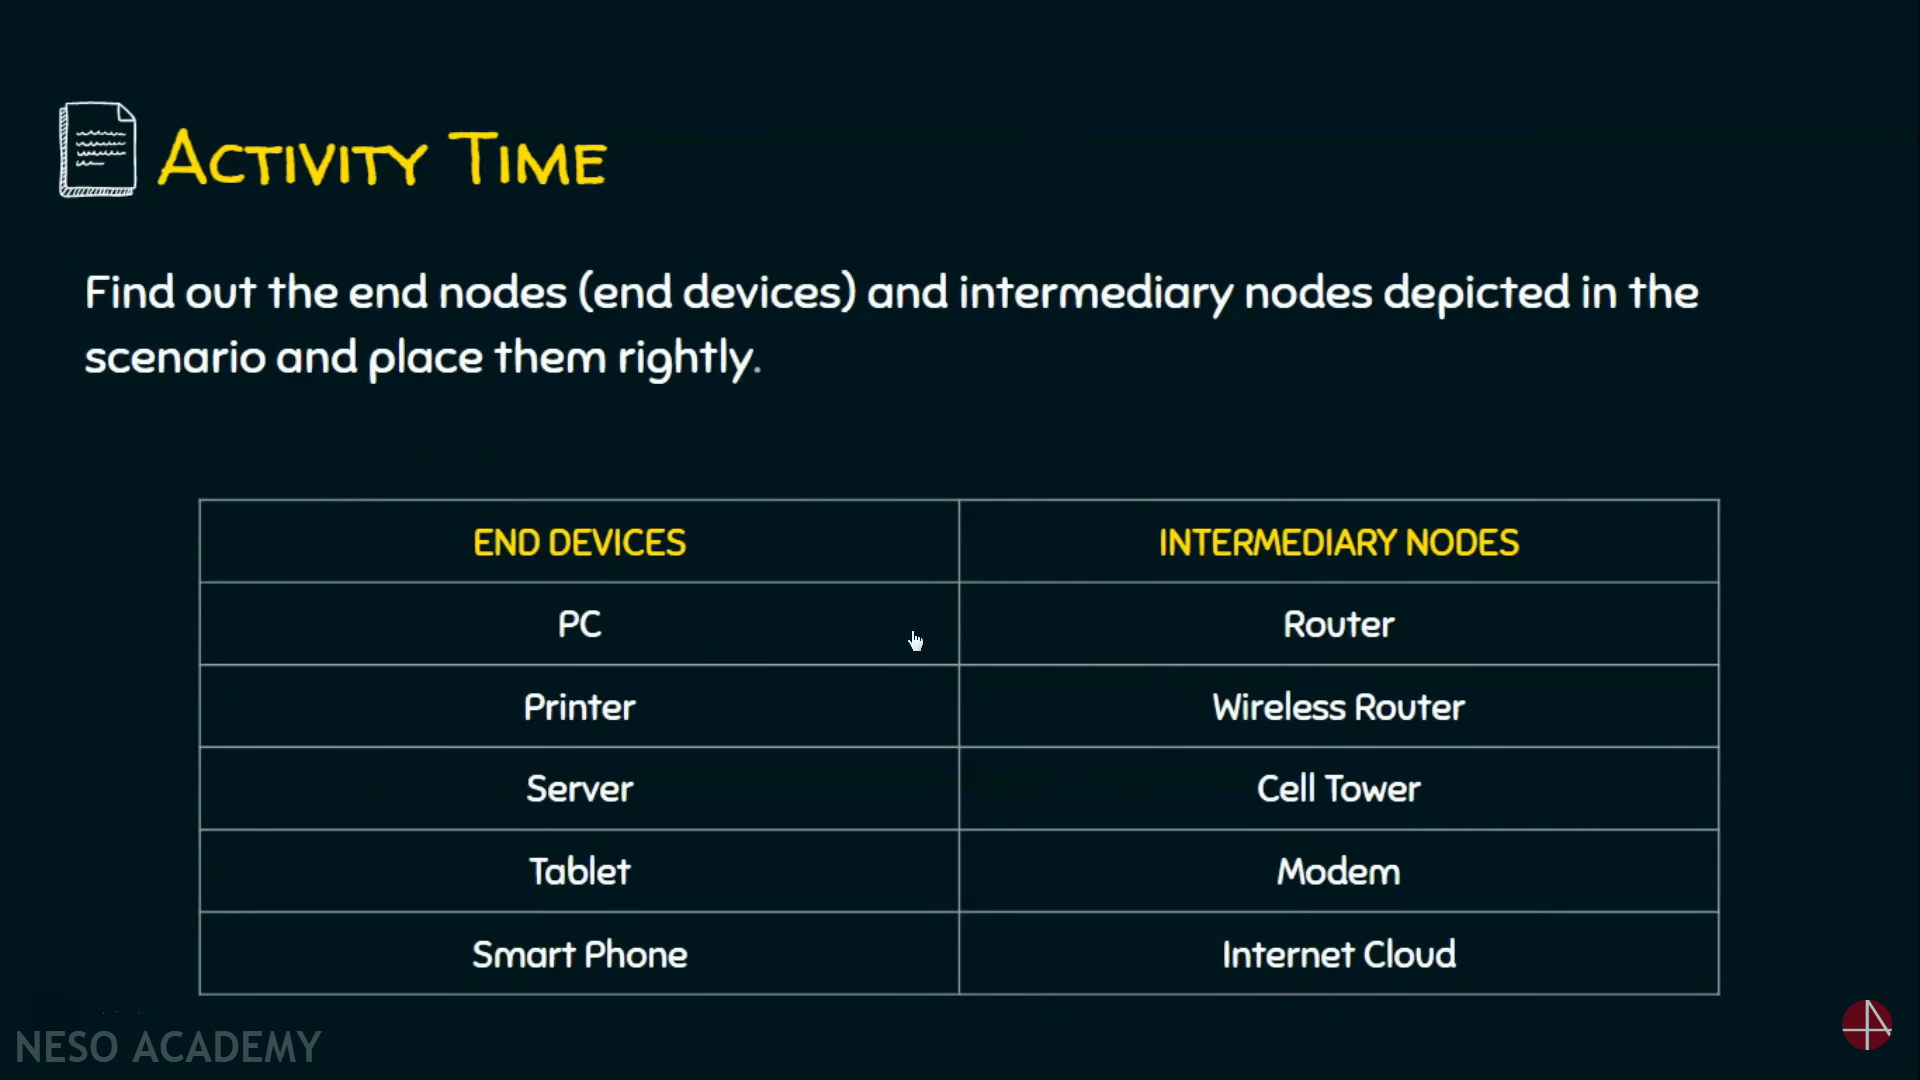 Activity Time
Find out the end nodes (end devices) and intermediary nodes depicted in the
scenario and place them rightly.
END DEVICES INTERMEDIARY NODES
PC Router
Printer Wireless Router
Server Cell Tower
Tablet Modem
Smart Phone Internet Cloud
NESO ACADEMY